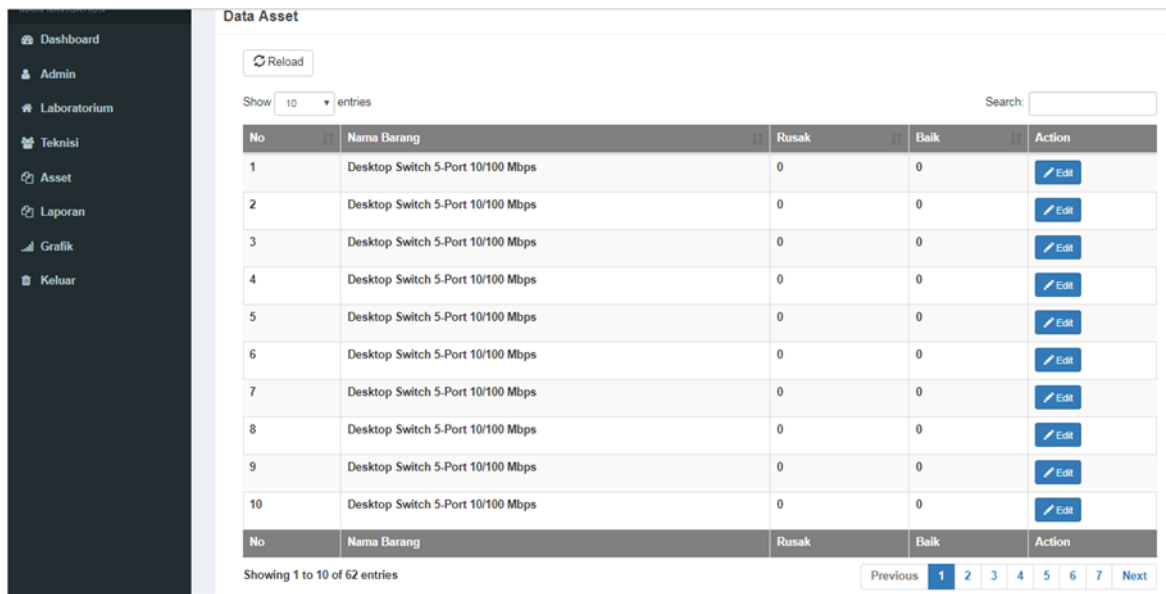 Data Asset
Dashboard
Admin
Laboratorium
Teknisi
Asset
Laporan
Grafik
Keluar
Reload
Show 10 entries
Search:
No Nama Barang Rusak Baik Action
1 Desktop Switch 5-Port 10/100 Mbps 0 0 Edit
2 Desktop Switch 5-Port 10/100 Mbps 0 0 Edit
3 Desktop Switch 5-Port 10/100 Mbps 0 0 Edit
4 Desktop Switch 5-Port 10/100 Mbps 0 0 Edit
5 Desktop Switch 5-Port 10/100 Mbps 0 0 Edit
6 Desktop Switch 5-Port 10/100 Mbps 0 0 Edit
7 Desktop Switch 5-Port 10/100 Mbps 0 0 Edit
8 Desktop Switch 5-Port 10/100 Mbps 0 0 Edit
9 Desktop Switch 5-Port 10/100 Mbps 0 0 Edit
10 Desktop Switch 5-Port 10/100 Mbps 0 0 Edit
No Nama Barang Rusak Baik Action
Showing 1 to 10 of 62 entries
Previous 1 2 3 4 5 6 7 Next